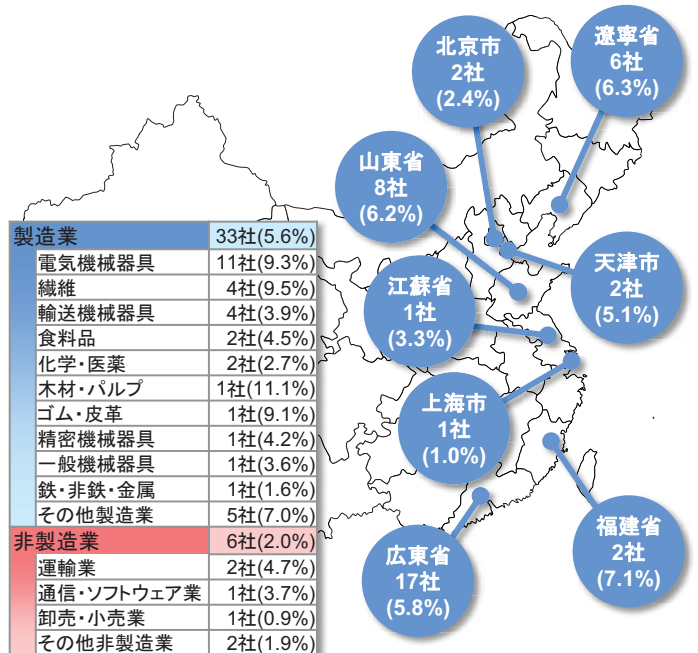 北京市
2社
(2.4%)
遼寧省
6社
(6.3%)
山東省
8社
(6.2%)
天津市
2社
(5.1%)
江蘇省
1社
(3.3%)
上海市
1社
(1.0%)
福建省
2社
(7.1%)
広東省
17社
(5.8%)
製造業 33社(5.6%)
電気機械器具 11社(9.3%)
繊維 4社(9.5%)
輸送機械器具 4社(3.9%)
食料品 2社(4.5%)
化学・医薬 2社(2.7%)
木材・パルプ 1社(11.1%)
ゴム・皮革 1社(9.1%)
精密機械器具 1社(4.2%)
一般機械器具 1社(3.6%)
鉄・非鉄・金属 1社(1.6%)
その他製造業 5社(7.0%)
非製造業 6社(2.0%)
運輸業 2社(4.7%)
通信・ソフトウェア業 1社(3.7%)
卸売・小売業 1社(0.9%)
その他非製造業 2社(1.9%)